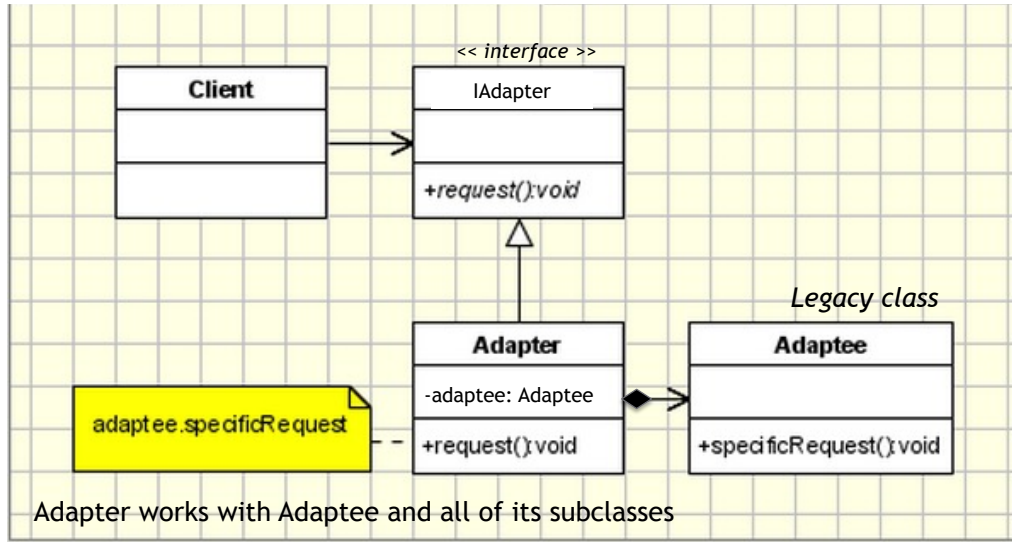 << interface >>
Client
IAdapter
+request():void
Legacy class
Adapter
Adaptee
-adaptee: Adaptee
adaptee.specificRequest
+request():void
+specificRequest():void
Adapter works with Adaptee and all of its subclasses